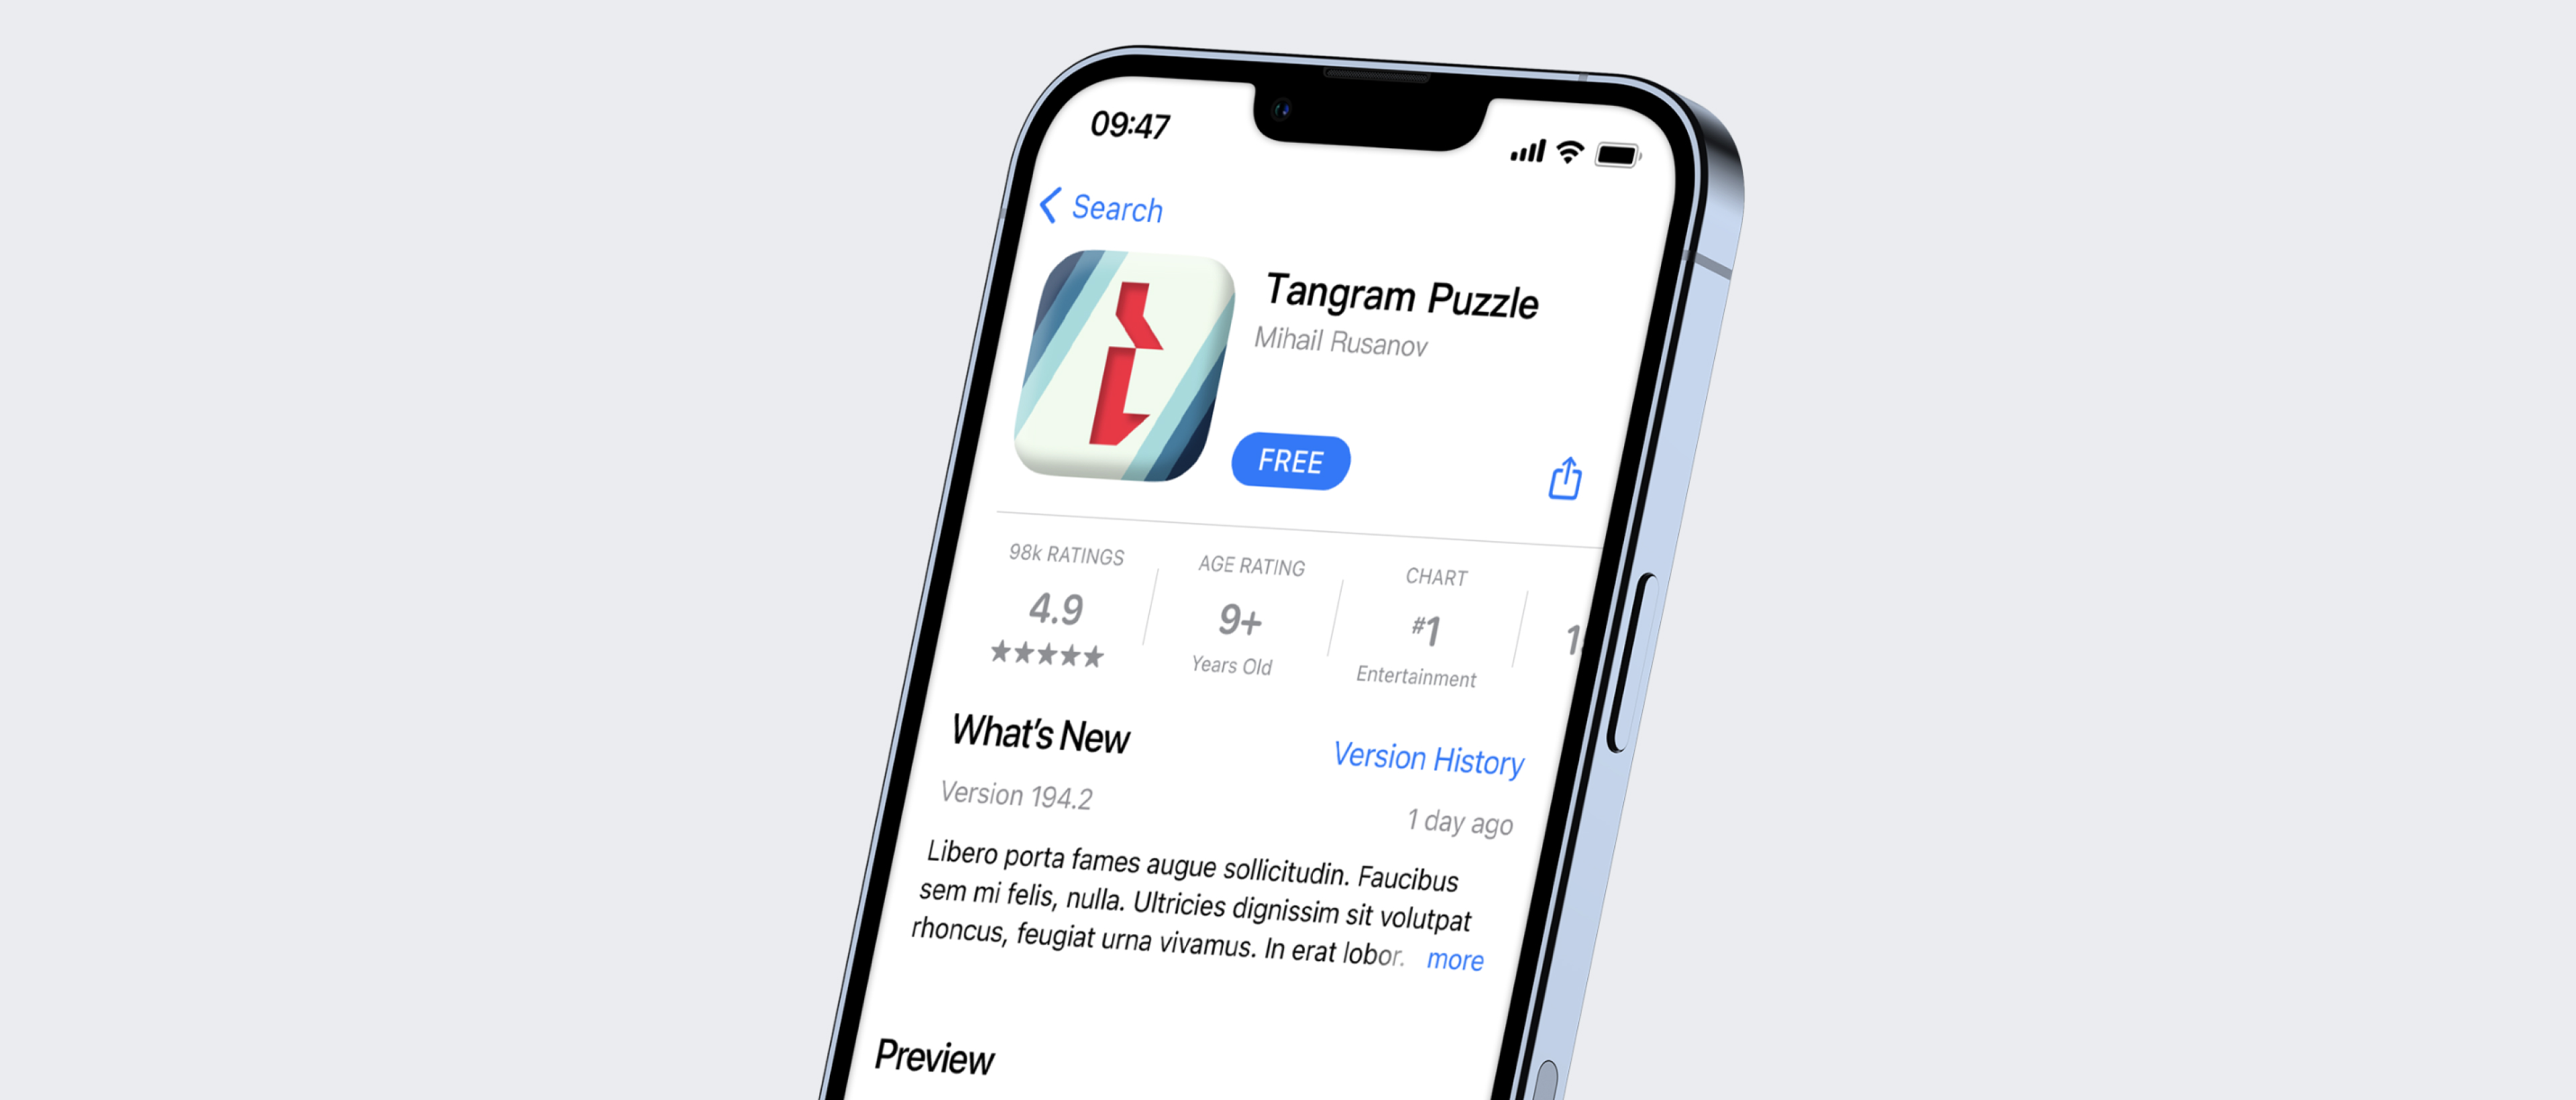 09:47
Search
Tangram Puzzle
Mihail Rusanov
FREE
98k RATINGS
AGE RATING
CHART
4.9
9+
#1
Years Old
Entertainment
What's New
Version History
Version 194.2
1 day ago
Libero porta fames augue sollicitudin. Faucibus
sem mi felis, nulla. Ultricies dignissim sit volutpat
rhoncus, feugiat urna vivamus. In erat lobor. more
Preview